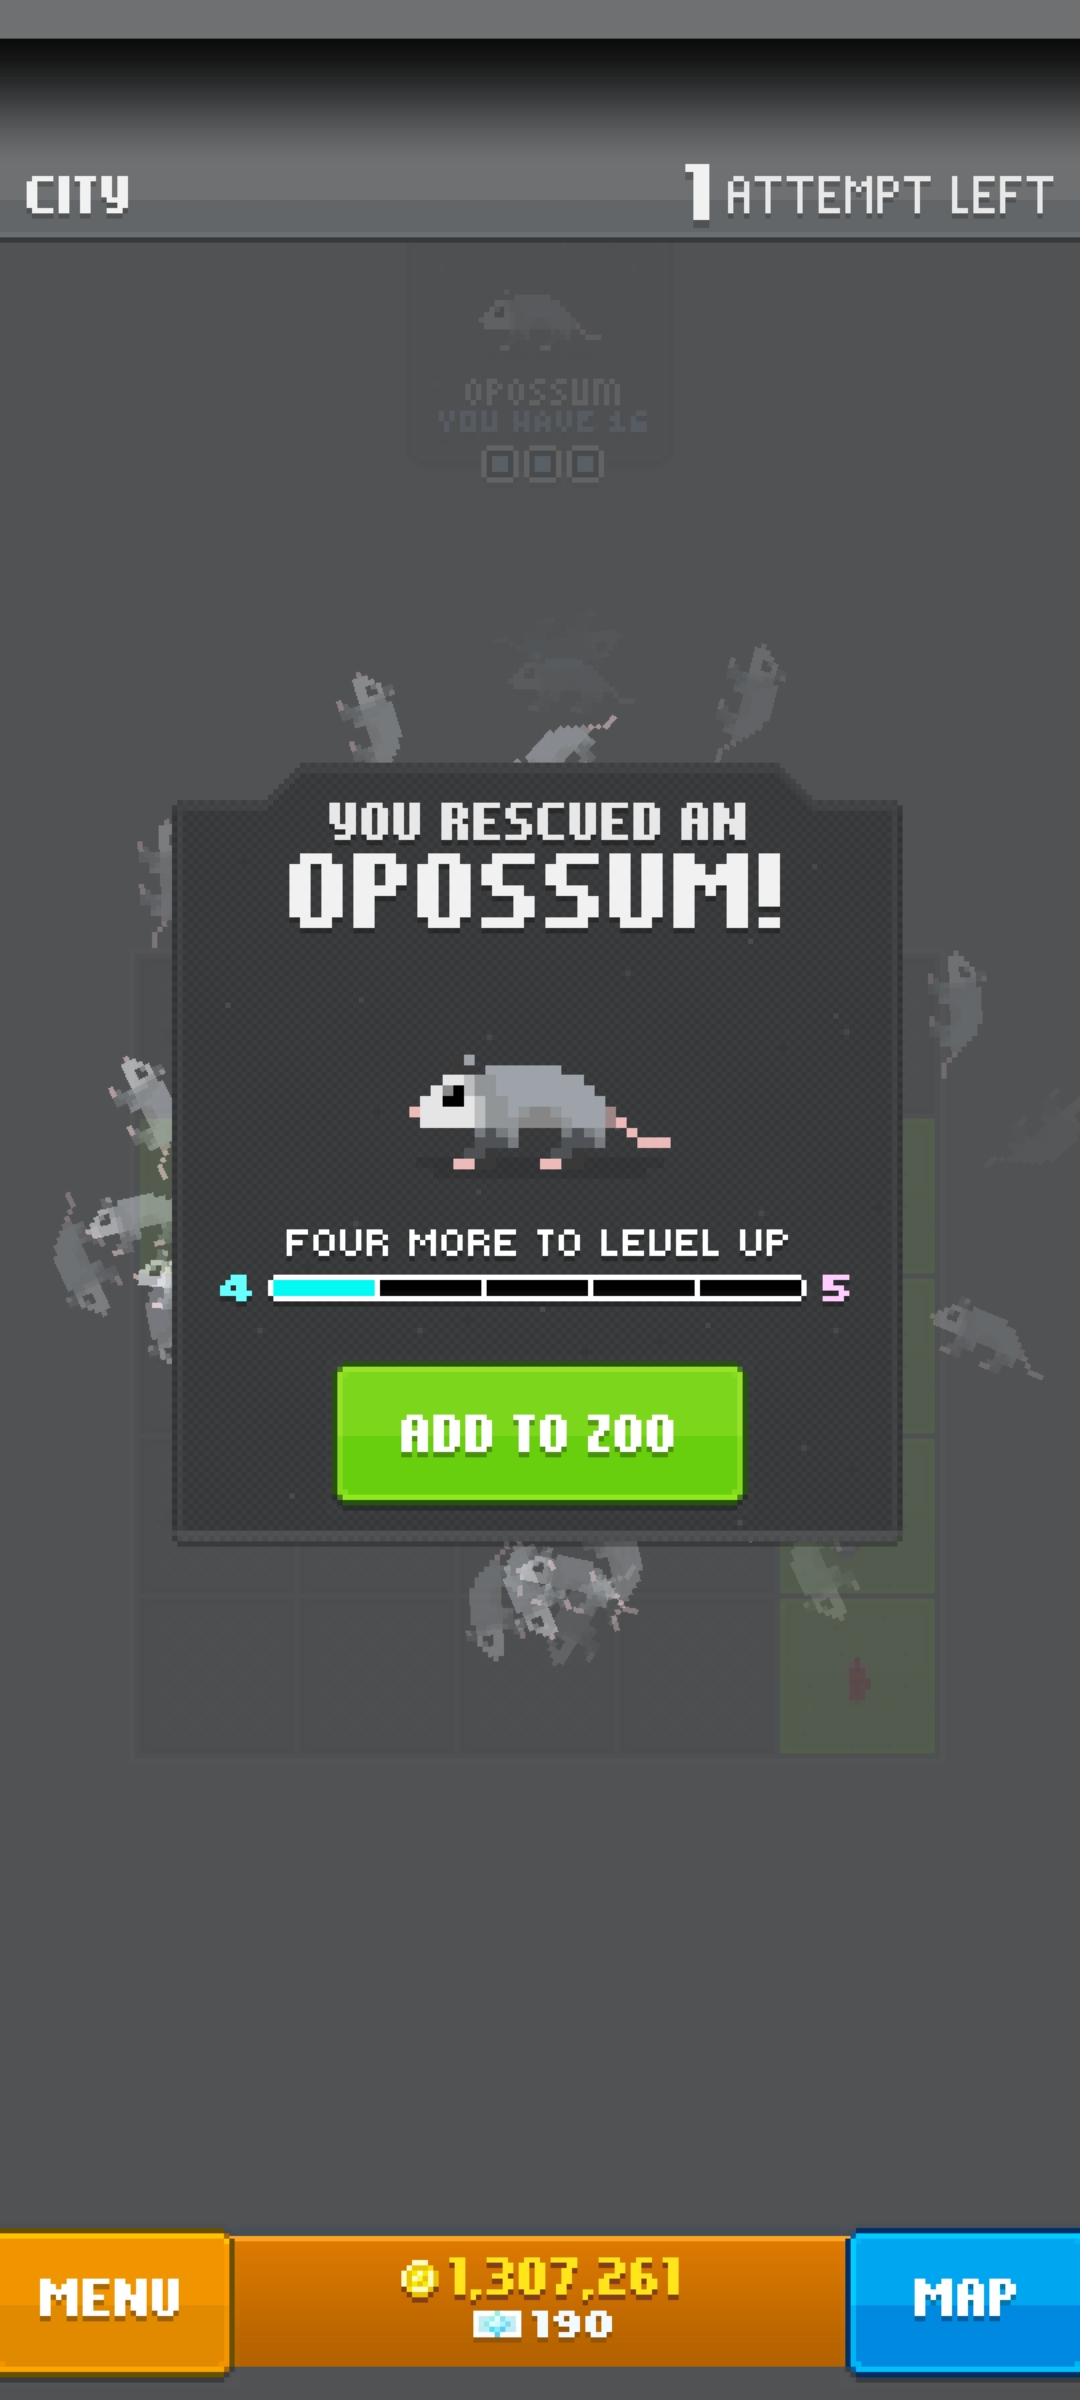 CITY
1 ATTEMPT LEFT
OPOSSUM
YOU HAVE 16
YOU RESCUED AN
OPOSSUM!
FOUR MORE TO LEVEL UP
4 5
ADD TO ZOO
MENU
1,307,261
190
MAP